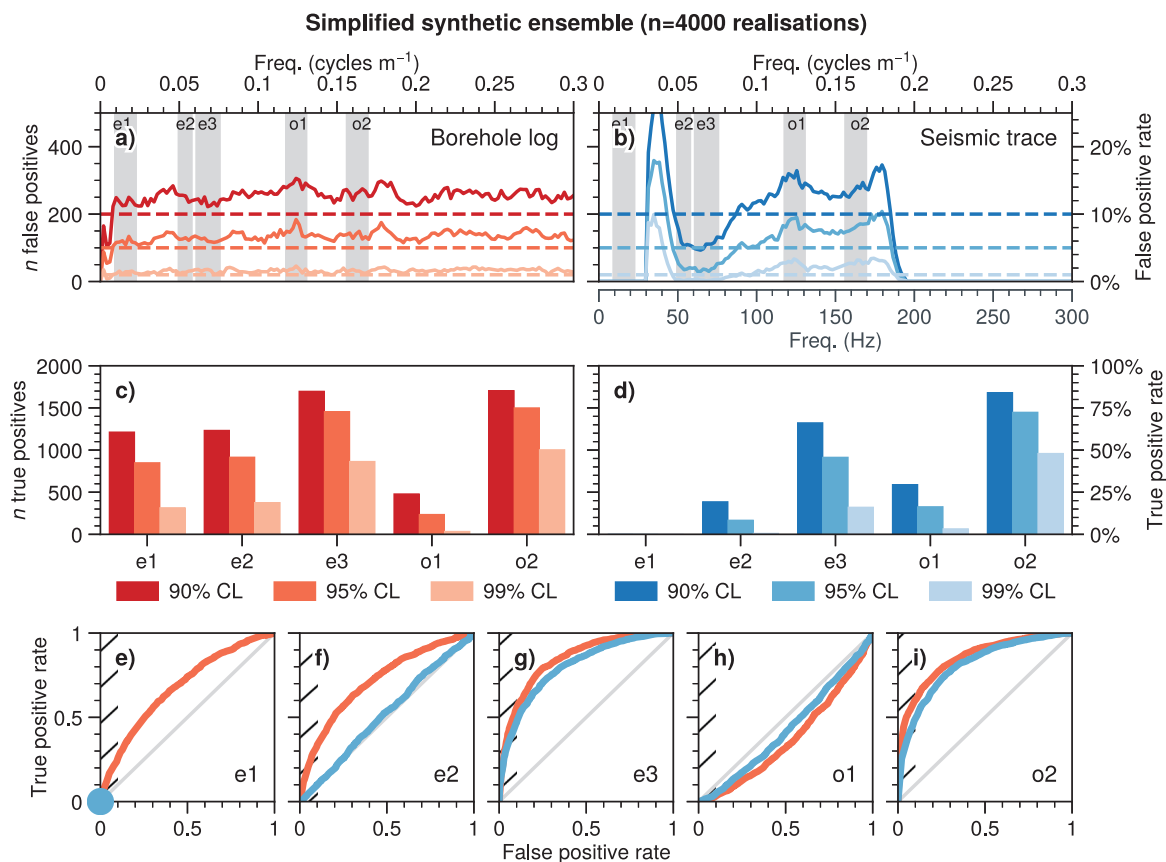 Simplified synthetic ensemble (n=4000 realisations)
Freq. (cycles m⁻¹)
Freq. (cycles m⁻¹)
0 0.05 0.1 0.15 0.2 0.25 0.3
0 0.05 0.1 0.15 0.2 0.25 0.3
e1 e2 e3 o1 o2
a) Borehole log
e1 e2 e3 o1 o2
b) Seismic trace
n false positives
400
200
0
20%
10%
0%
False positive rate
0 50 100 150 200 250 300
Freq. (Hz)
n true positives
2000
1500
1000
500
0
c)
e1 e2 e3 o1 o2
d)
e1 e2 e3 o1 o2
100%
75%
50%
25%
0%
True positive rate
90% CL 95% CL 99% CL
90% CL 95% CL 99% CL
True positive rate
1
0.5
0
e) e1
f) e2
g) e3
h) o1
i) o2
0 0.5 1
0 0.5 1
0 0.5 1
0 0.5 1
0 0.5 1
False positive rate